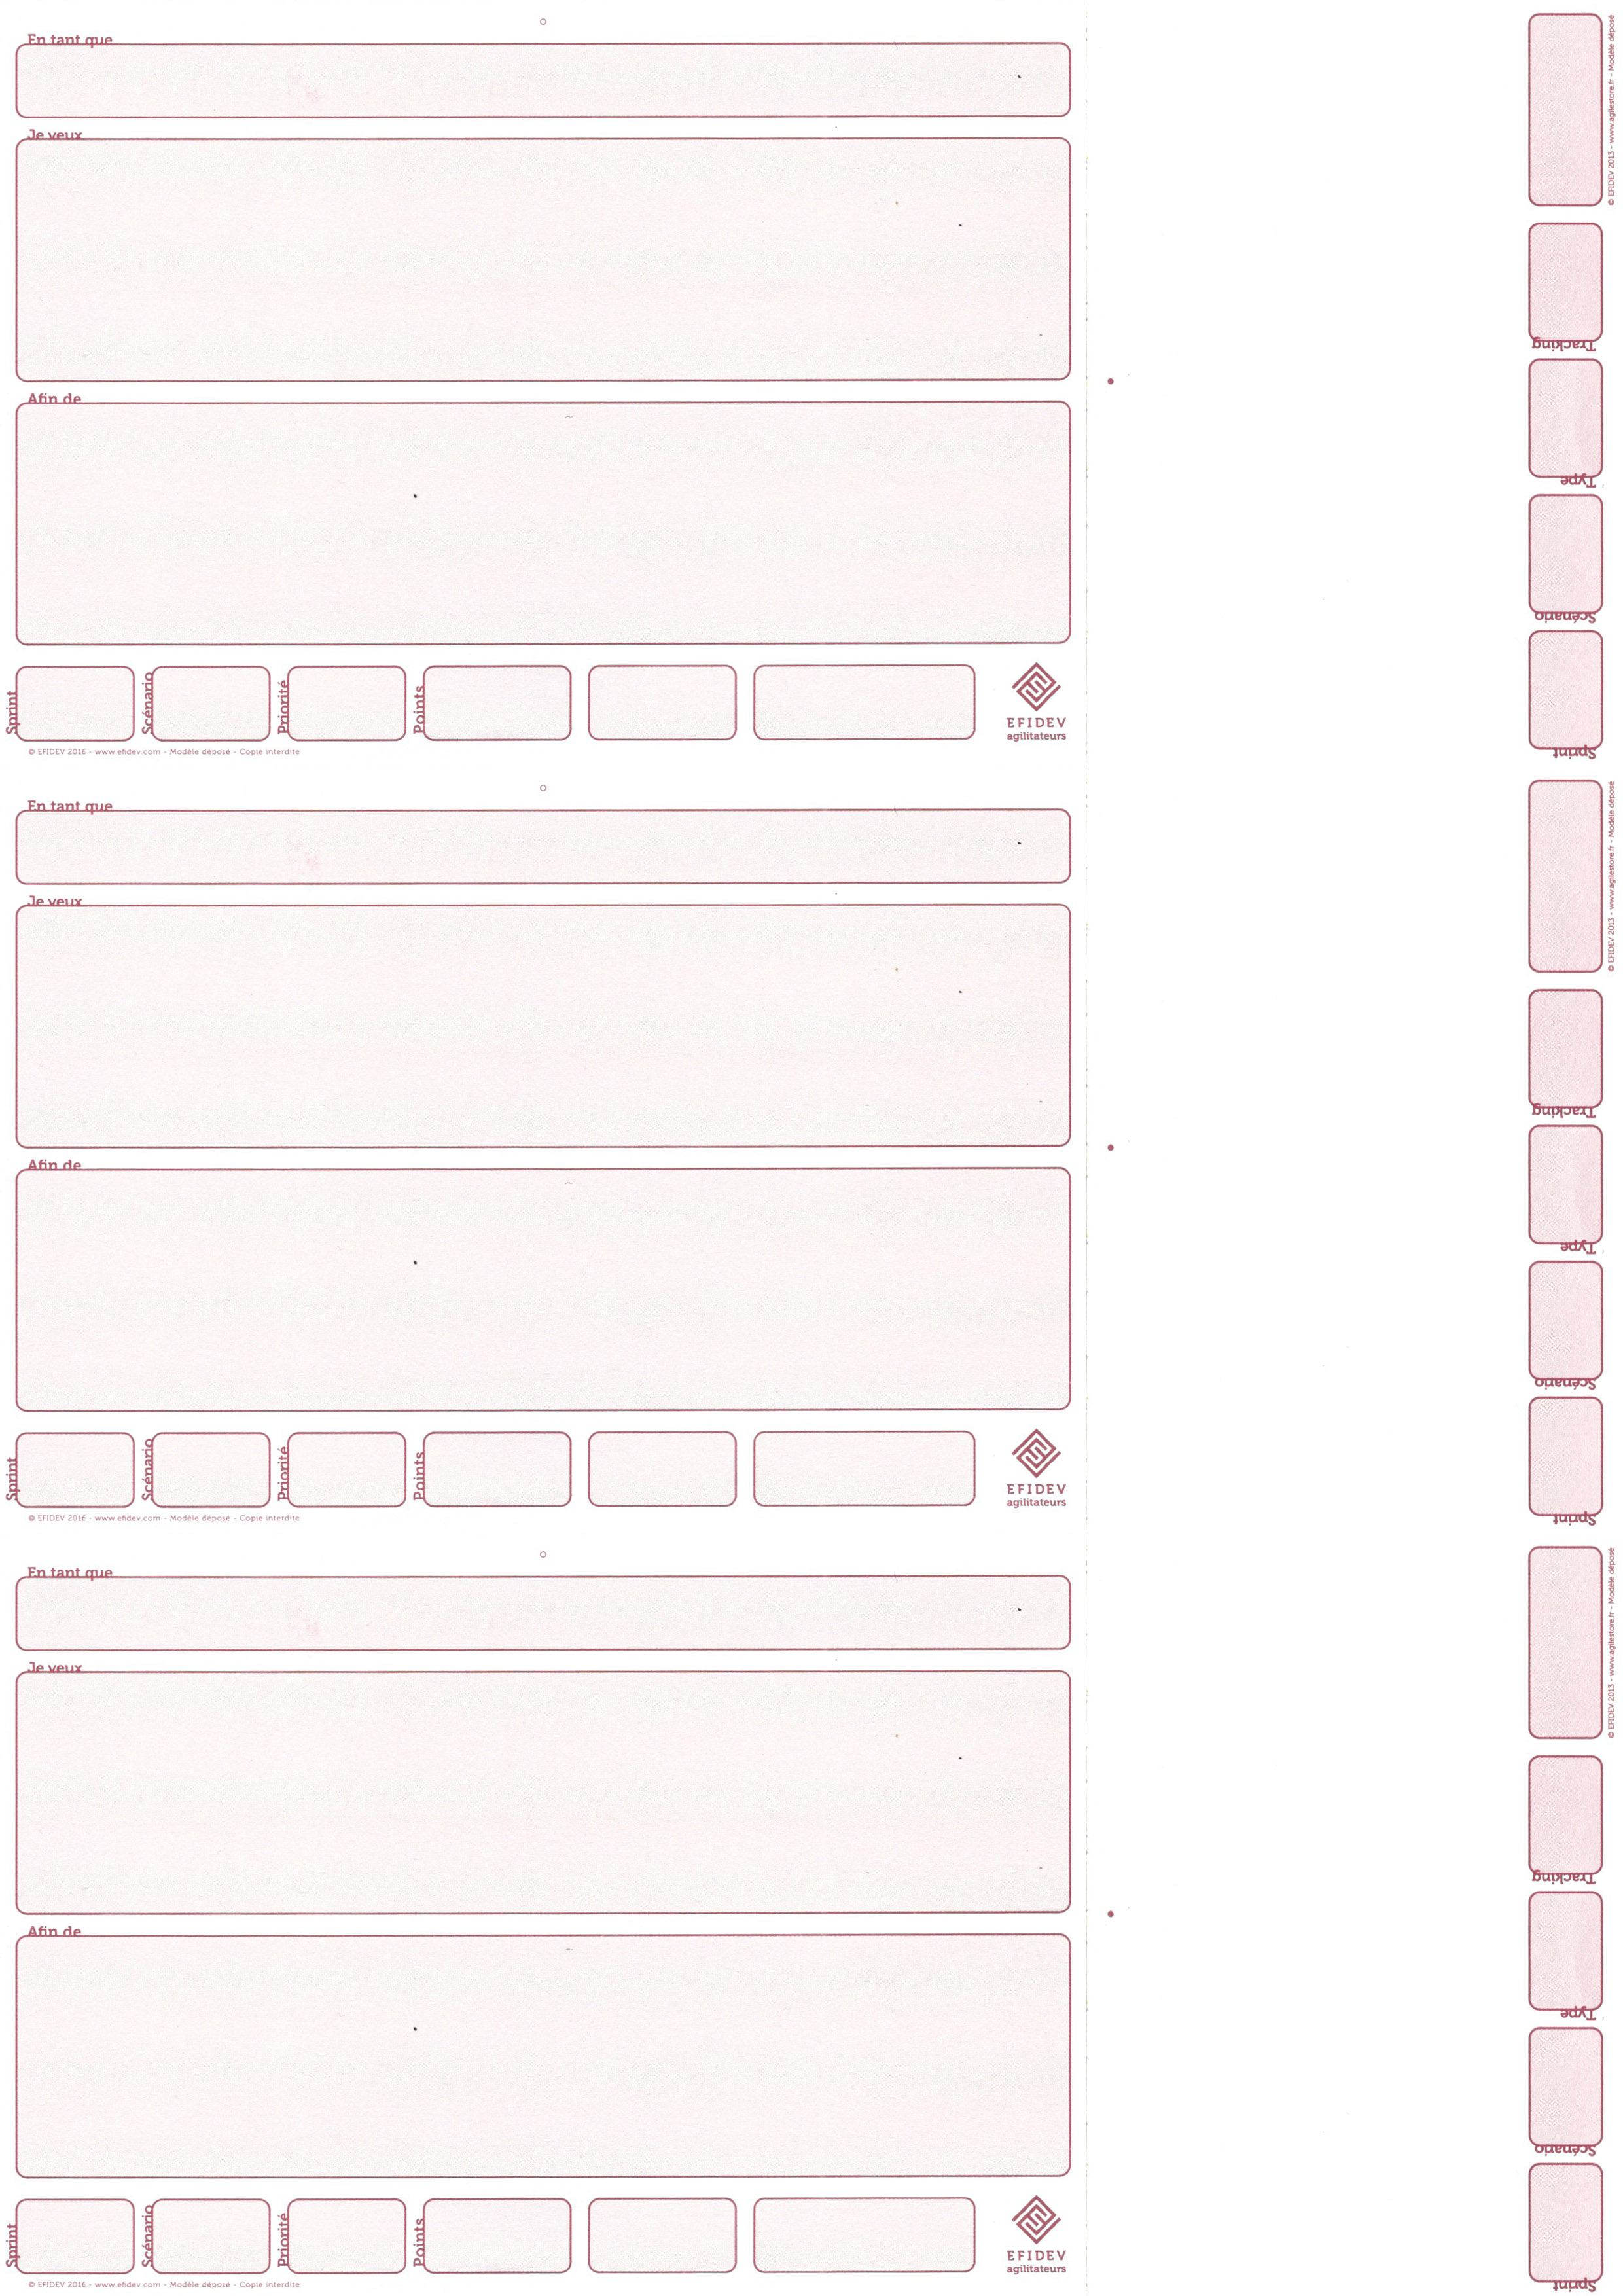 En tant que
Je veux
Afin de
Sprint
Scénario
Priorité
Points
EFIDEV
agilitateurs
© EFIDEV 2016 - www.efidev.com - Modèle déposé - Copie interdite
© EFIDEV 2013 - www.agilestore.fr - Modèle déposé
Tracking
Type
Scénario
Sprint
En tant que
Je veux
Afin de
Sprint
Scénario
Priorité
Points
EFIDEV
agilitateurs
© EFIDEV 2016 - www.efidev.com - Modèle déposé - Copie interdite
© EFIDEV 2013 - www.agilestore.fr - Modèle déposé
Tracking
Type
Scénario
Sprint
En tant que
Je veux
Afin de
Sprint
Scénario
Priorité
Points
EFIDEV
agilitateurs
© EFIDEV 2016 - www.efidev.com - Modèle déposé - Copie interdite
© EFIDEV 2013 - www.agilestore.fr - Modèle déposé
Tracking
Type
Scénario
Sprint